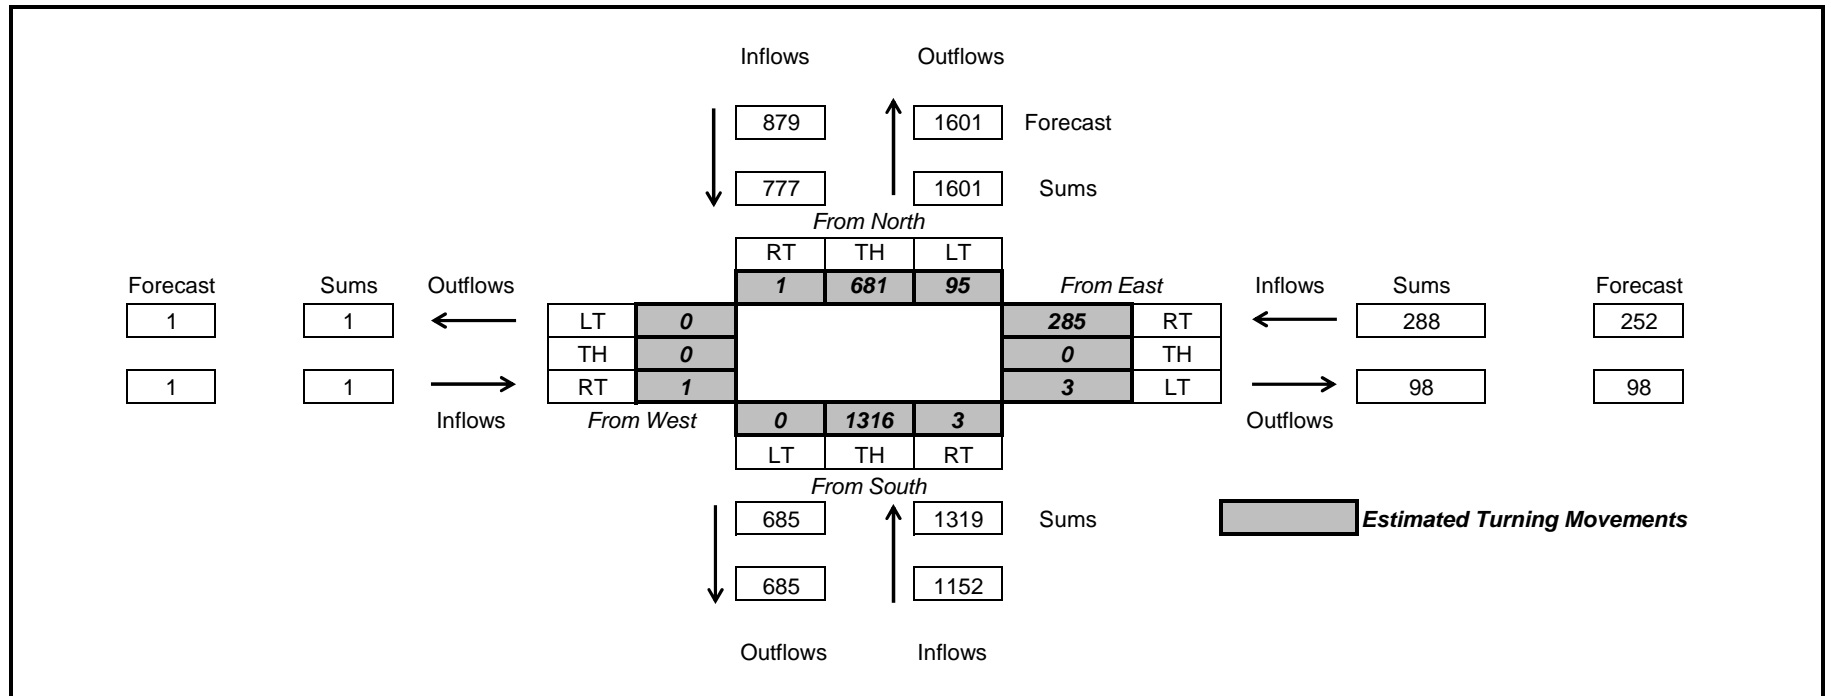 Inflows Outflows
879 1601 Forecast
777 1601 Sums
From North
RT TH LT
Forecast Sums Outflows 1 681 95 From East Inflows Sums Forecast
1 1 LT 0 285 RT 288 252
TH 0 0 TH
1 1 RT 1 3 LT 98 98
Inflows From West 0 1316 3 Outflows
LT TH RT
From South
685 1319 Sums Estimated Turning Movements
685 1152
Outflows Inflows